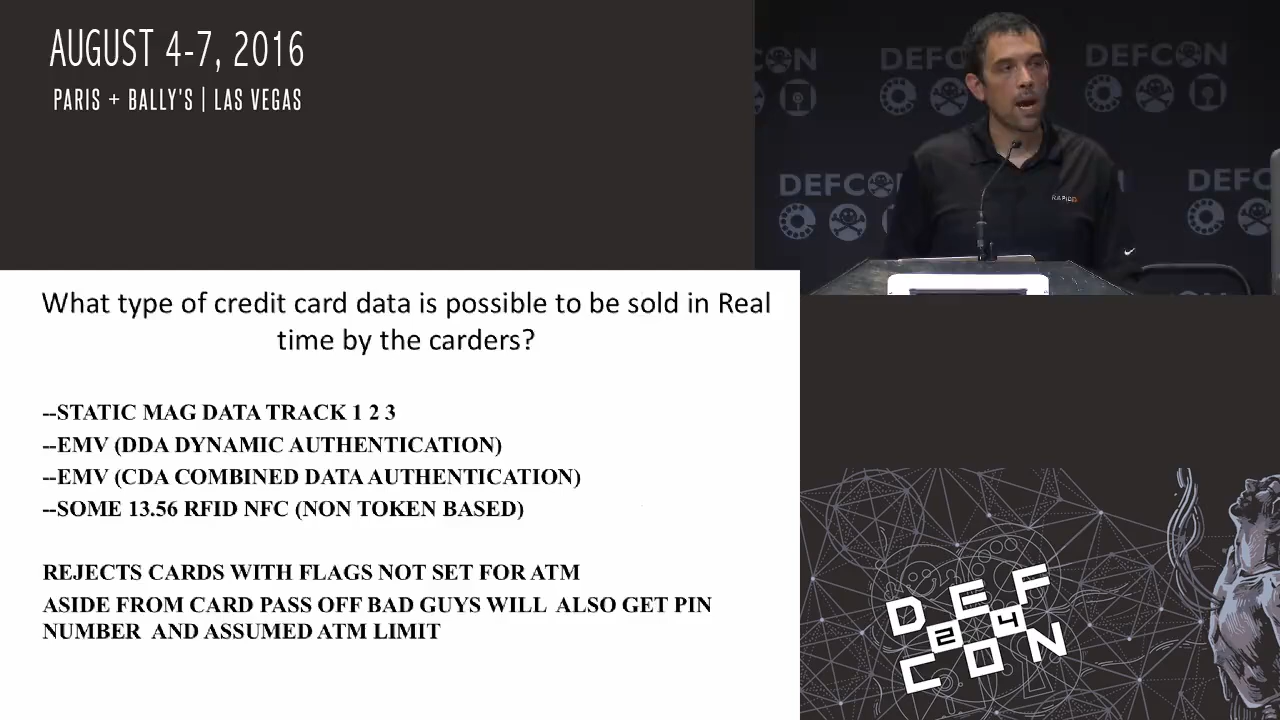 AUGUST 4-7, 2016
PARIS + BALLY'S | LAS VEGAS
DEFCON
DEFCON
DEFCON
DEFCON
DEFC
RAPID7
What type of credit card data is possible to be sold in Real
time by the carders?
--STATIC MAG DATA TRACK 1 2 3
--EMV (DDA DYNAMIC AUTHENTICATION)
--EMV (CDA COMBINED DATA AUTHENTICATION)
--SOME 13.56 RFID NFC (NON TOKEN BASED)
REJECTS CARDS WITH FLAGS NOT SET FOR ATM
ASIDE FROM CARD PASS OFF BAD GUYS WILL ALSO GET PIN
NUMBER AND ASSUMED ATM LIMIT
DEF
24
CON